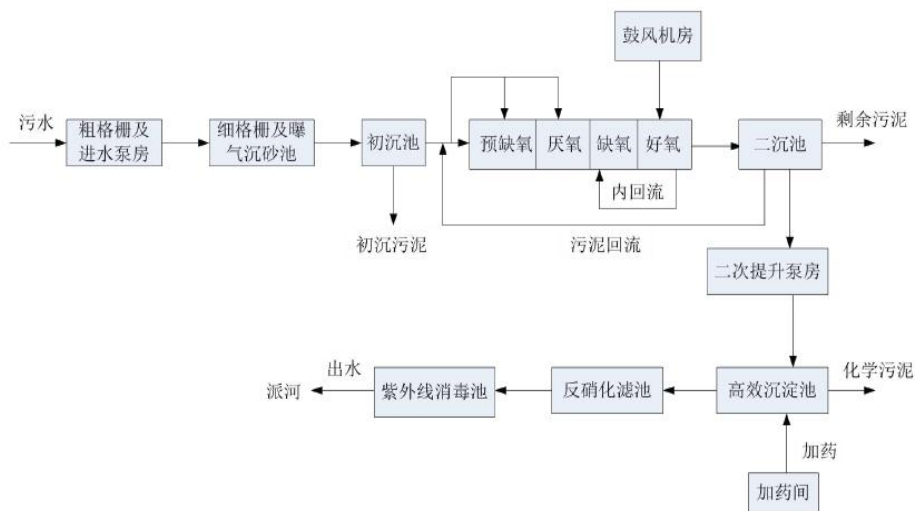 鼓风机房
污水
粗格栅及
进水泵房
细格栅及曝
气沉砂池
初沉池
预缺氧
厌氧
缺氧
好氧
二沉池
剩余污泥
内回流
初沉污泥
污泥回流
二次提升泵房
出水
派河
紫外线消毒池
反硝化滤池
高效沉淀池
化学污泥
加药
加药间